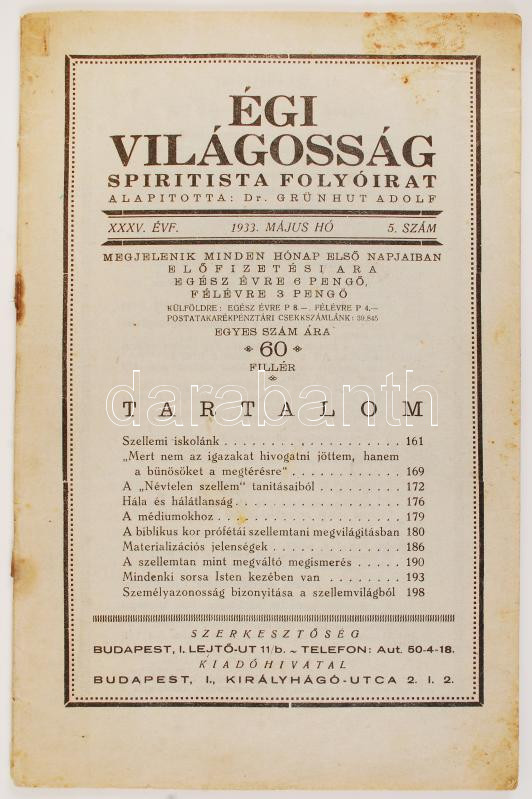 ÉGI
VILÁGOSSÁG
SPIRITISTA FOLYÓIRAT
ALAPITOTTA: Dr. GRÜNHUT ADOLF
XXXV. ÉVF. 1933. MÁJUS HÓ 5. SZÁM
MEGJELENIK MINDEN HÓNAP ELSŐ NAPJAIBAN
ELŐFIZETÉSI ARA
EGÉSZ ÉVRE 6 PENGŐ,
FÉLÉVRE 3 PENGŐ
KÜLFÖLDRE: EGÉSZ ÉVRE P 8.—, FÉLÉVRE P 4.—
POSTATAKARÉKPÉNZTÁRI CSEKKSZÁMLÁNK: 39.845
EGYES SZÁM ÁRA
60
FILLÉR
darabanth
TARTALOM
Szellemi iskolánk . . . . . . . . . . . . . . . . . . . 161
„Mert nem az igazakat hivogatni jöttem, hanem
a bünösöket a megtérésre“ . . . . . . . . . . . . 169
A „Névtelen szellem“ tanitásaiból . . . . . . . . . 172
Hála és hálátlanság . . . . . . . . . . . . . . . . . . 176
A médiumokhoz . . . . . . . . . . . . . . . . . . . . 179
A biblikus kor prófétái szellemtani megvilágitásban 180
Materializációs jelenségek . . . . . . . . . . . . . . 186
A szellemtan mint megváltó megismerés . . . . . 190
Mindenki sorsa Isten kezében van . . . . . . . . 193
Személyazonosság bizonyitása a szellemvilágból 198
SZERKESZTŐSÉG
BUDAPEST, I. LEJTŐ-UT 11/b. ~ TELEFON: Aut. 50-4-18.
KIADÓHIVATAL
BUDAPEST, I., KIRÁLYHÁGÓ-UTCA 2. I. 2.